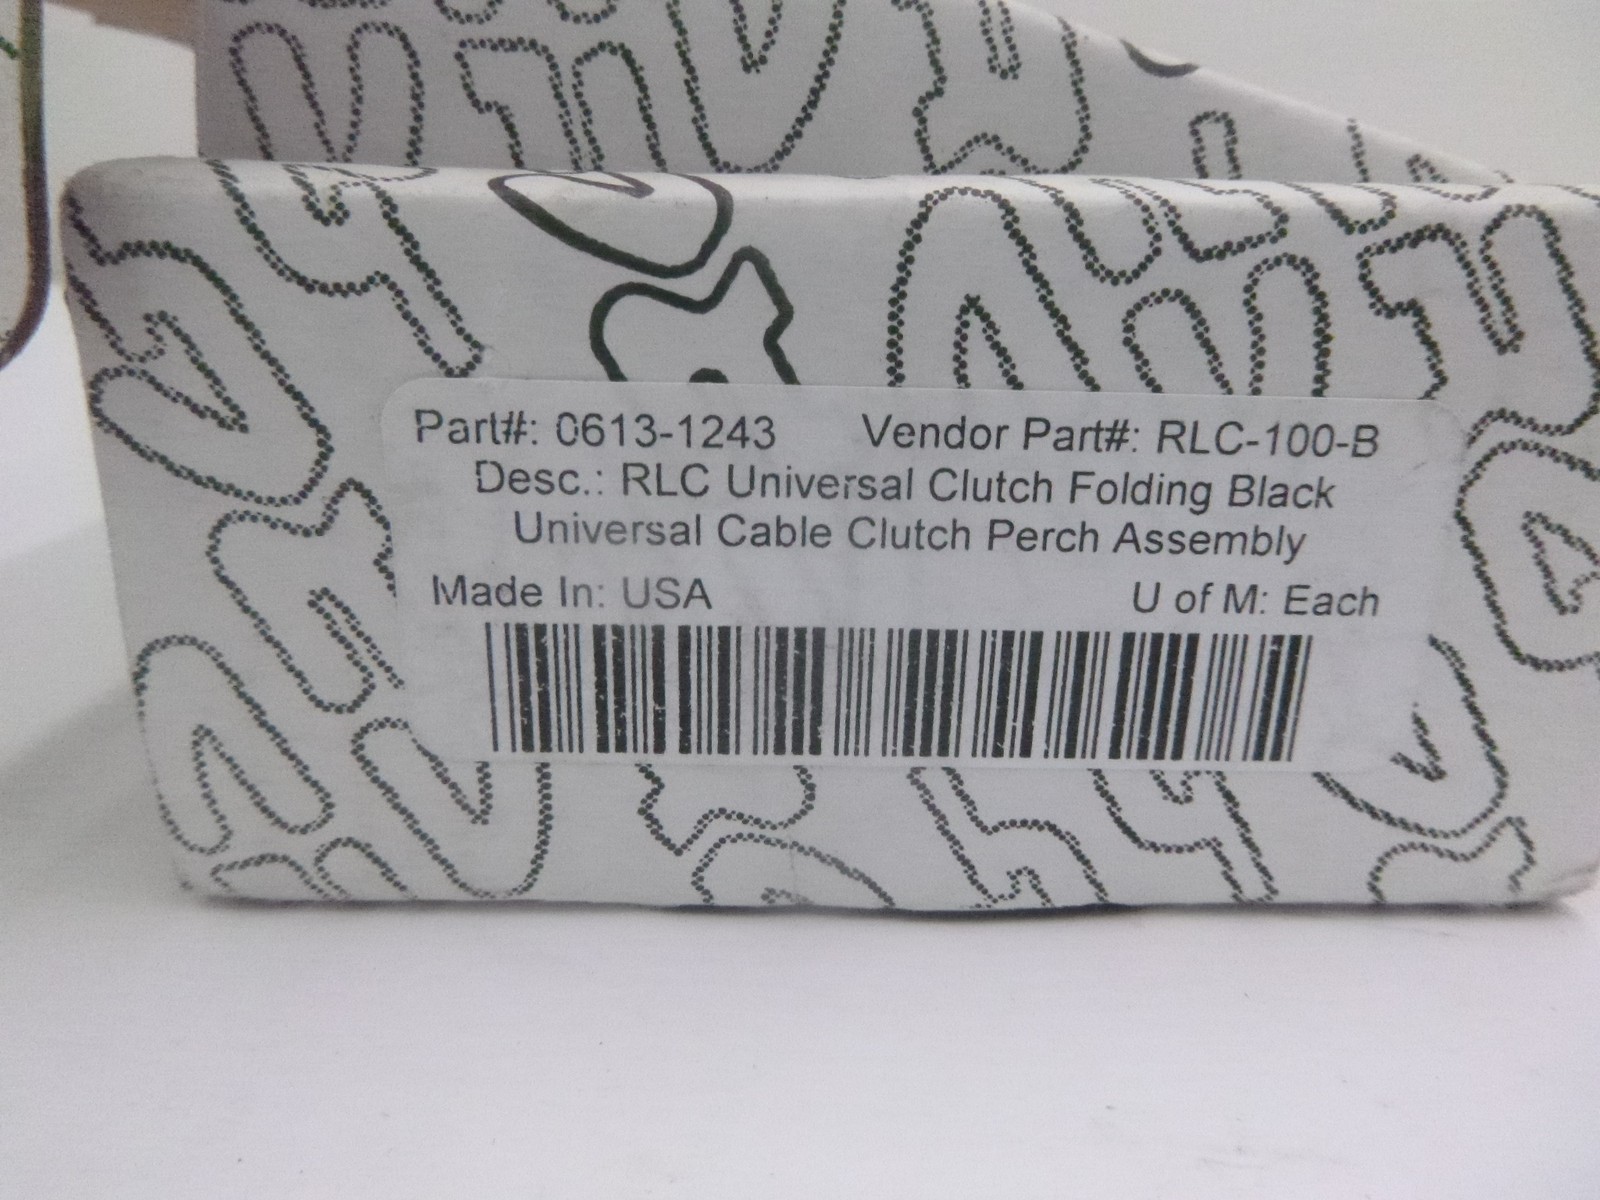 Part#: 0613-1243 Vendor Part#: RLC-100-B
Desc.: RLC Universal Clutch Folding Black
Universal Cable Clutch Perch Assembly
Made In: USA U of M: Each